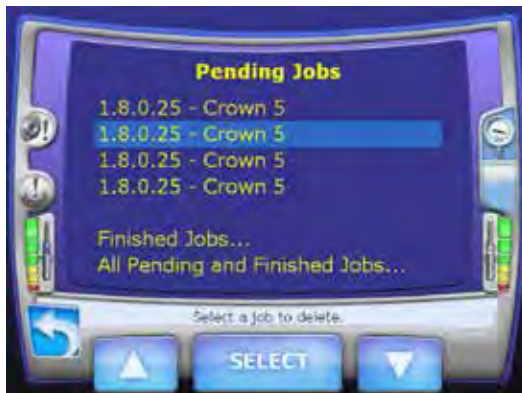 Pending Jobs
1.8.0.25 - Crown 5
1.8.0.25 - Crown 5
1.8.0.25 - Crown 5
1.8.0.25 - Crown 5
Finished Jobs...
All Pending and Finished Jobs...
Select a job to delete.
SELECT